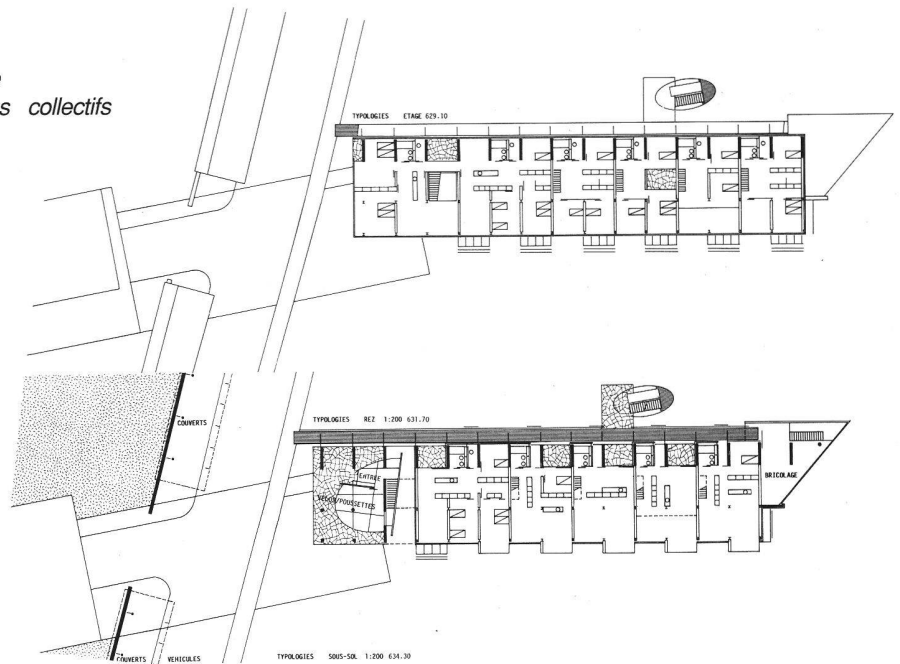 s collectifs
TYPOLOGIES ETAGE 629.10
COUVERTS
TYPOLOGIES REZ 1:200 631.70
ENTREE
VELOS/POUSSETTES
BRICOLAGE
COUVERTS VEHICULES
TYPOLOGIES SOUS-SOL 1:200 634.30